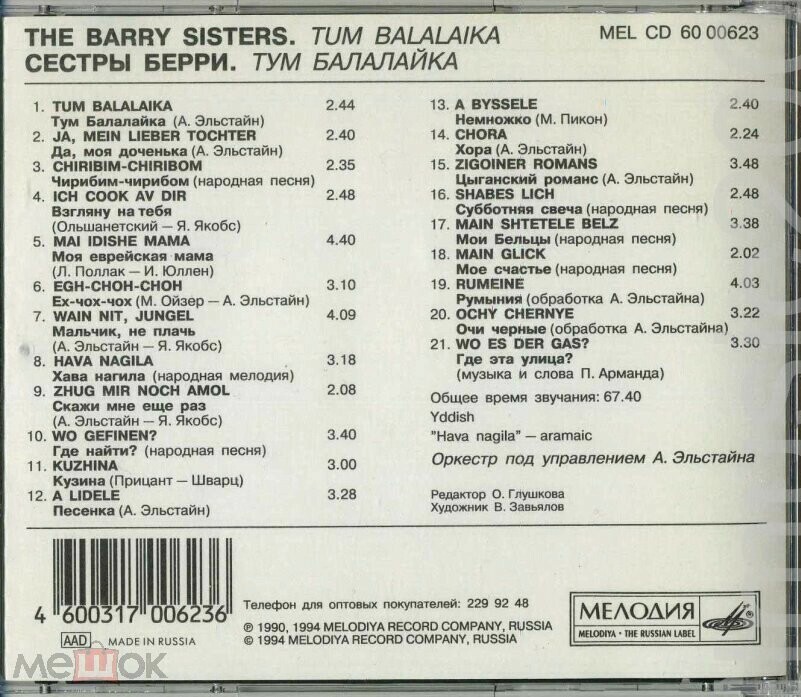 THE BARRY SISTERS. TUM BALALAIKA
MEL CD 60 00623
СЕСТРЫ БЕРРИ. ТУМ БАЛАЛАЙКА
1. TUM BALALAIKA 2.44
Тум Балалайка (А. Эльстайн)
2. JA, MEIN LIEBER TOCHTER 2.40
Да, моя доченька (А. Эльстайн)
3. CHIRIBIM-CHIRIBOM 2.35
Чирибим-чирибом (народная песня)
4. ICH COOK AV DIR 2.48
Взгляну на тебя
(Ольшанетский – Я. Якобс)
5. MAI IDISHE MAMA 4.40
Моя еврейская мама
(Л. Поллак – И. Юллен)
6. EGH-CHOH-CHOH 3.10
Ех-чох-чох (М. Ойзер – А. Эльстайн)
7. WAIN NIT, JUNGEL 4.09
Мальчик, не плачь
(А. Эльстайн – Я. Якобс)
8. HAVA NAGILA 3.18
Хава нагила (народная мелодия)
9. ZHUG MIR NOCH AMOL 2.08
Скажи мне еще раз
(А. Эльстайн – Я. Якобс)
10. WO GEFINEN? 3.40
Где найти? (народная песня)
11. KUZHINA 3.00
Кузина (Прицант – Шварц)
12. A LIDELE 3.28
Песенка (А. Эльстайн)
13. A BYSSELE 2.40
Немножко (М. Пикон)
14. CHORA 2.24
Хора (А. Эльстайн)
15. ZIGOINER ROMANS 3.48
Цыганский романс (А. Эльстайн)
16. SHABES LICH 2.48
Субботняя свеча (народная песня)
17. MAIN SHTETELE BELZ 3.38
Мои Бельцы (народная песня)
18. MAIN GLICK 2.02
Мое счастье (народная песня)
19. RUMEINE 4.03
Румыния (обработка А. Эльстайна)
20. OCHY CHERNYE 3.22
Очи черные (обработка А. Эльстайна)
21. WO ES DER GAS? 3.30
Где эта улица?
(музыка и слова П. Арманда)
Общее время звучания: 67.40
Yddish
"Hava nagila" – aramaic
Оркестр под управлением А. Эльстайна
Редактор О. Глушкова
Художник В. Завьялов
4 600317 006236
AAD MADE IN RUSSIA
Телефон для оптовых покупателей: 229 92 48
℗ 1990, 1994 MELODIYA RECORD COMPANY, RUSSIA
© 1994 MELODIYA RECORD COMPANY, RUSSIA
МЕЛОДИЯ
MELODIYA • THE RUSSIAN LABEL
мешок